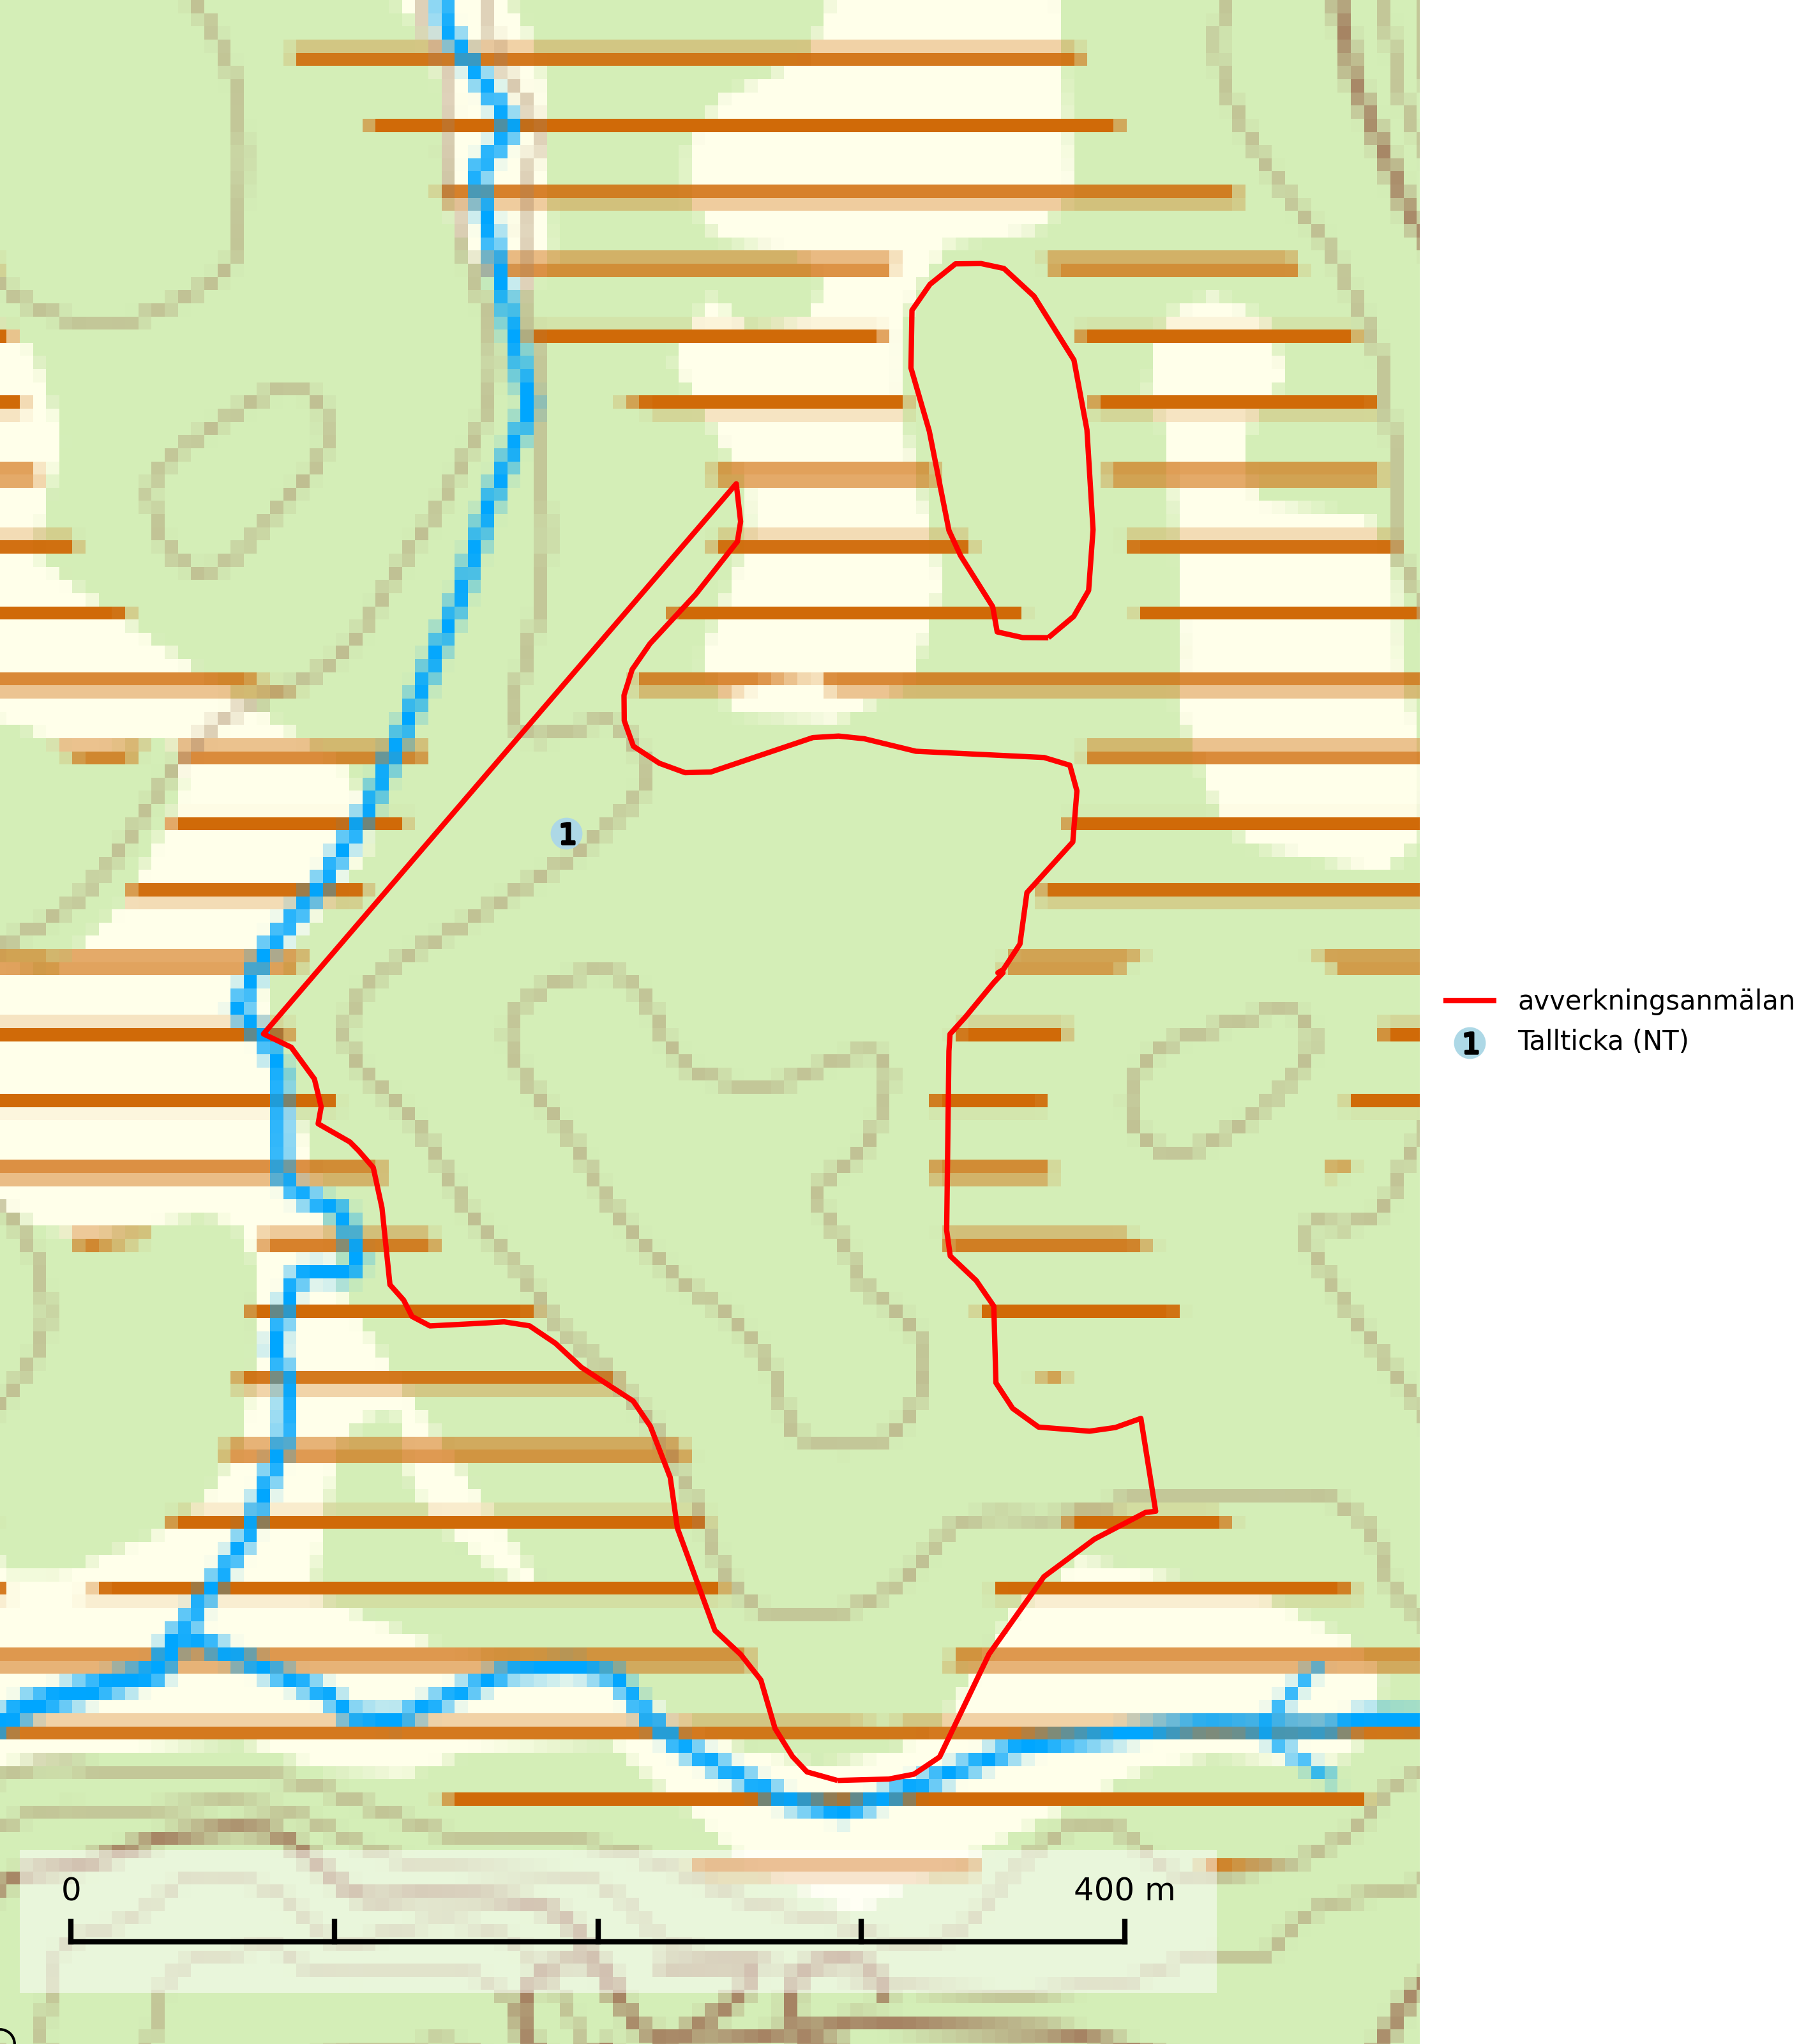 1
avverkningsanmälan
1 Tallticka (NT)
0 400 m